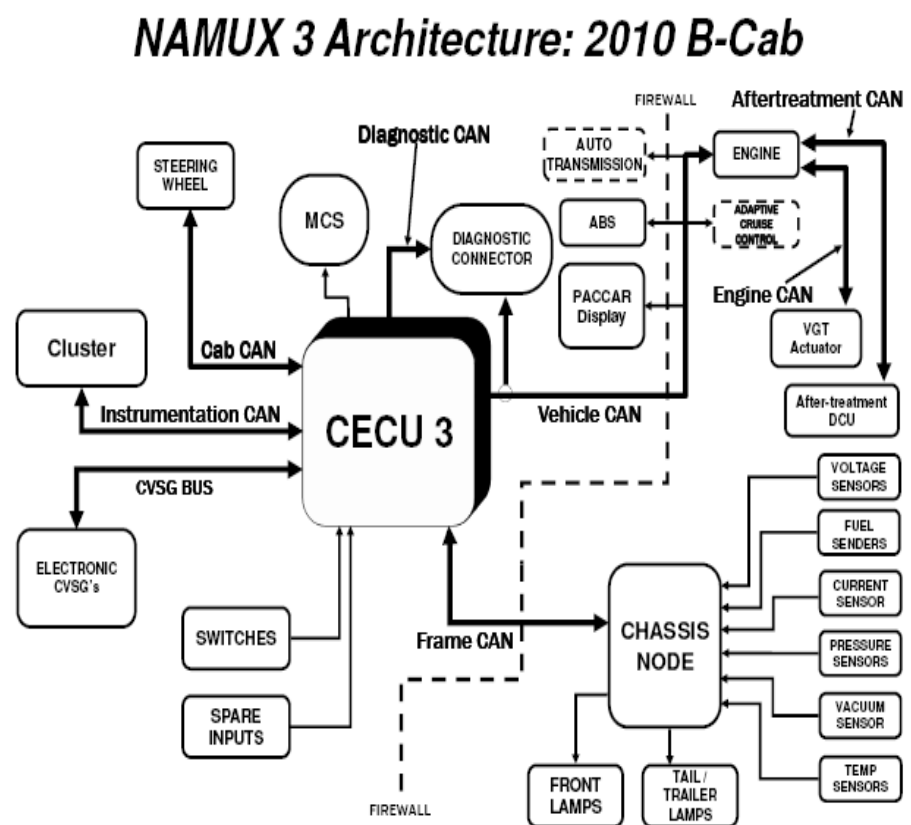 NAMUX 3 Architecture: 2010 B-Cab
FIREWALL
Aftertreatment CAN
Diagnostic CAN
STEERING
WHEEL
MCS
DIAGNOSTIC
CONNECTOR
AUTO
TRANSMISSION
ENGINE
ABS
ADAPTIVE
CRUISE
CONTROL
PACCAR
Display
Engine CAN
VGT
Actuator
Cluster
Cab CAN
Instrumentation CAN
CECU 3
Vehicle CAN
After-treatment
DCU
CVSG BUS
ELECTRONIC
CVSG's
VOLTAGE
SENSORS
FUEL
SENDERS
CURRENT
SENSOR
PRESSURE
SENSORS
VACUUM
SENSOR
TEMP
SENSORS
SWITCHES
Frame CAN
CHASSIS
NODE
SPARE
INPUTS
FRONT
LAMPS
TAIL /
TRAILER
LAMPS
FIREWALL